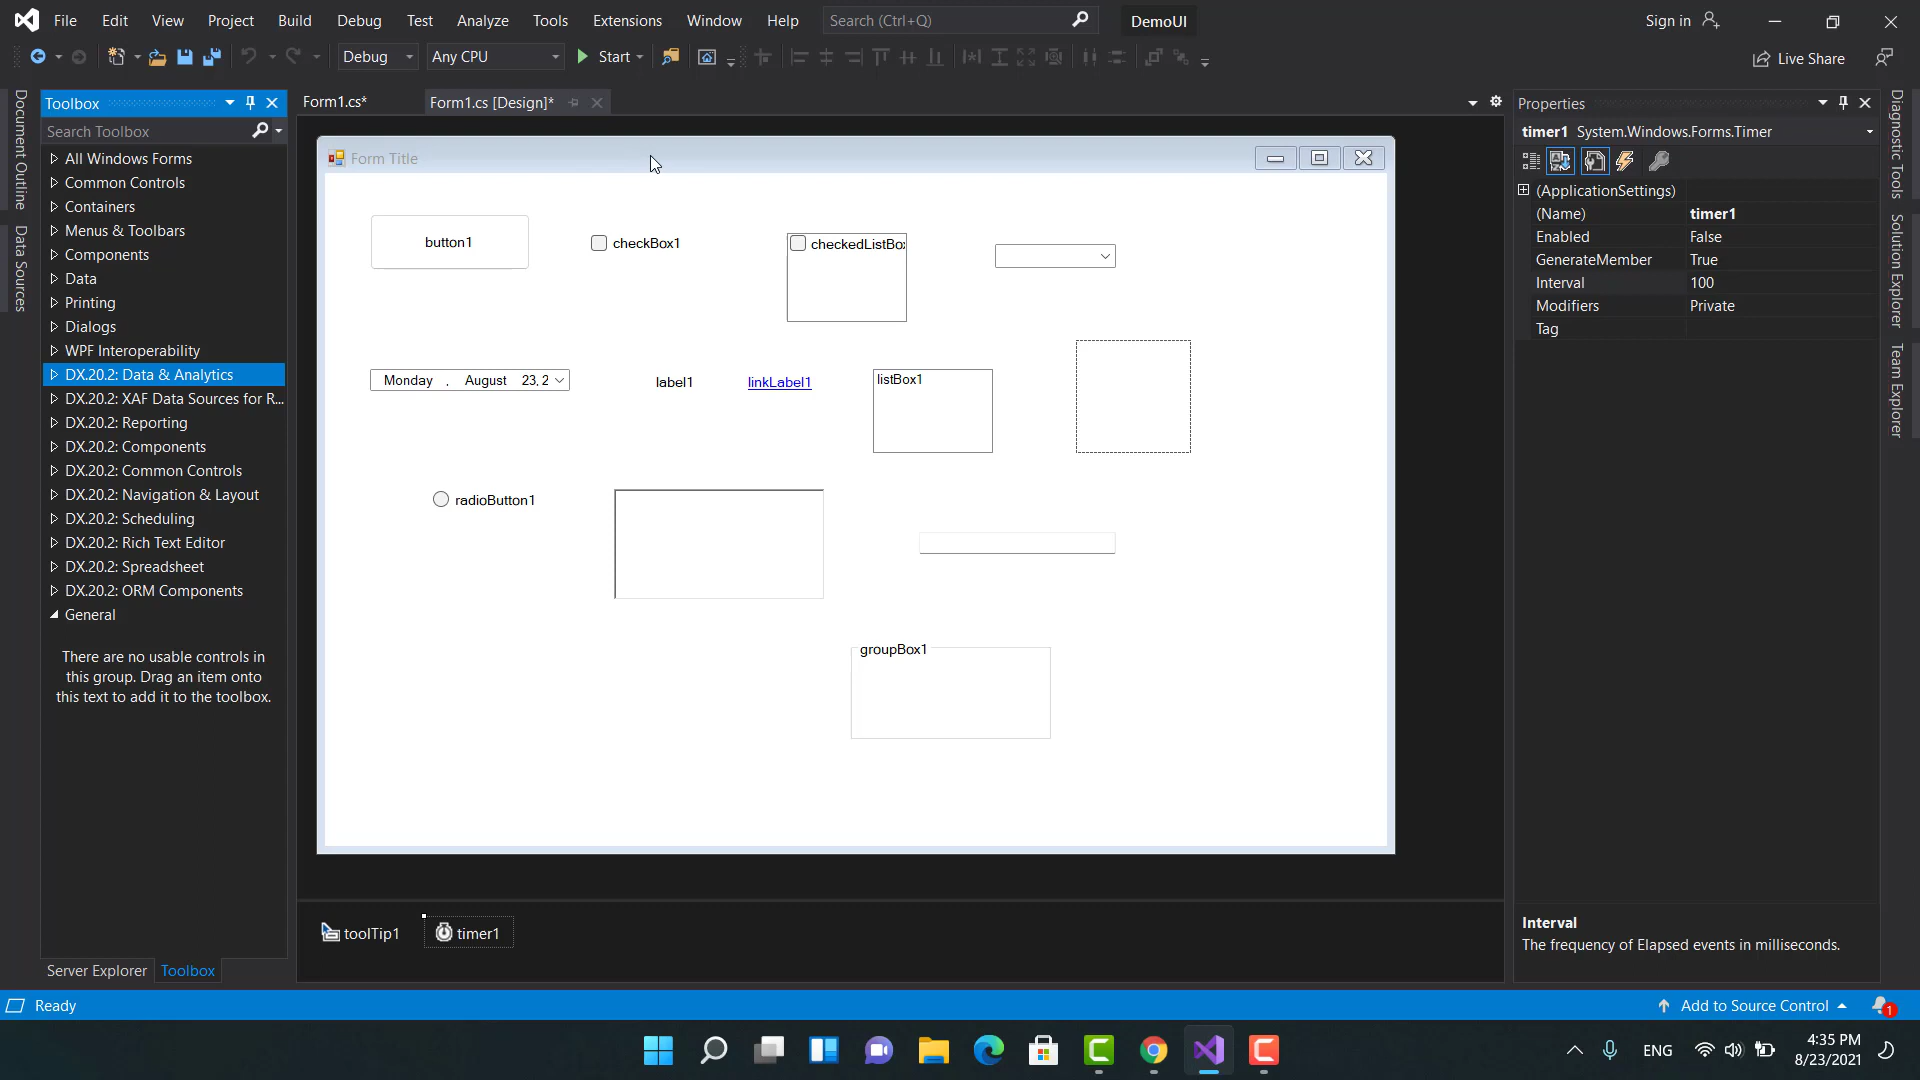 File Edit View Project Build Debug Test Analyze Tools Extensions Window Help Search (Ctrl+Q) DemoUI Sign in
Debug Any CPU Start Live Share
Document Outline
Data Sources
Toolbox
Search Toolbox
All Windows Forms
Common Controls
Containers
Menus & Toolbars
Components
Data
Printing
Dialogs
WPF Interoperability
DX.20.2: Data & Analytics
DX.20.2: XAF Data Sources for R...
DX.20.2: Reporting
DX.20.2: Components
DX.20.2: Common Controls
DX.20.2: Navigation & Layout
DX.20.2: Scheduling
DX.20.2: Rich Text Editor
DX.20.2: Spreadsheet
DX.20.2: ORM Components
General
There are no usable controls in
this group. Drag an item onto
this text to add it to the toolbox.
Server Explorer Toolbox
Form1.cs* Form1.cs [Design]*
Form Title
button1 checkBox1 checkedListBo
Monday , August 23, 2 label1 linkLabel1 listBox1
radioButton1
groupBox1
toolTip1 timer1
Properties
timer1 System.Windows.Forms.Timer
(ApplicationSettings)
(Name) timer1
Enabled False
GenerateMember True
Interval 100
Modifiers Private
Tag
Interval
The frequency of Elapsed events in milliseconds.
Diagnostic Tools
Solution Explorer
Team Explorer
Ready Add to Source Control 1
ENG 4:35 PM
8/23/2021